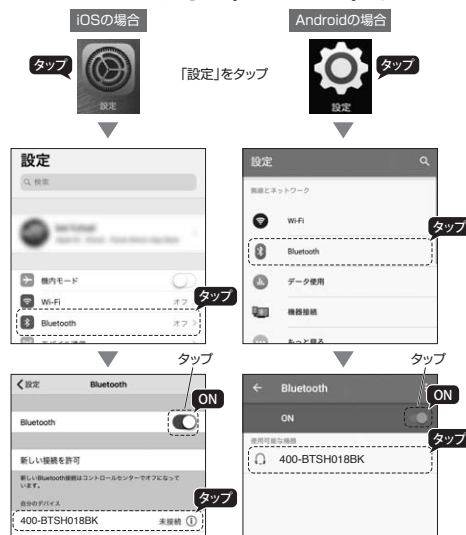 iOSの場合
Androidの場合
タップ
設定
「設定」をタップ
設定
タップ
設定
検索
機内モード
Wi-Fi
オフ
Bluetooth
オフ
タップ
設定
無線とネットワーク
Wi-Fi
Bluetooth
タップ
データ使用
機器接続
もっと見る
タップ
設定
Bluetooth
ON
Bluetooth
新しい接続を許可
新しいBluetooth接続はコントロールセンターでオフになって
います。
自分のデバイス
タップ
400-BTSH018BK
未接続
タップ
Bluetooth
ON
ON
使用可能な機器
タップ
400-BTSH018BK